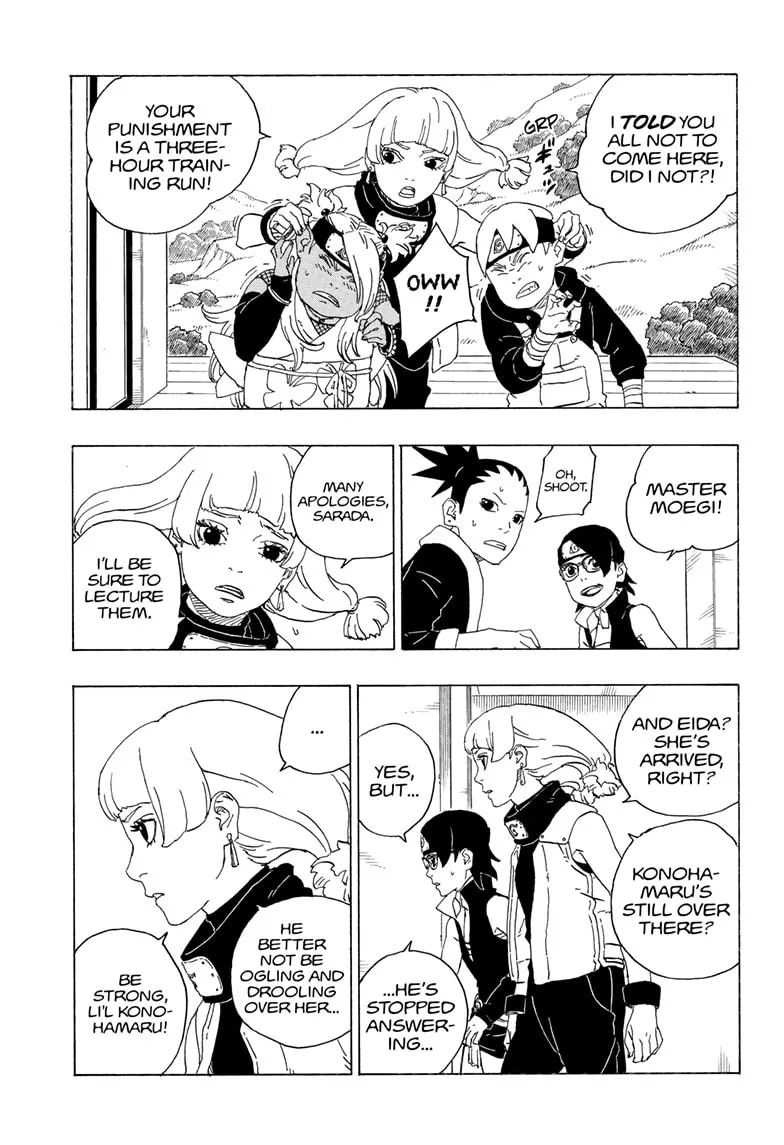 I TOLD YOU
ALL NOT TO
COME HERE,
DID I NOT?!
GRP
ギュッ
OWW
!!
YOUR
PUNISHMENT
IS A THREE-
HOUR TRAIN-
ING RUN!
MASTER
MOEGI!
OH,
SHOOT.
MANY
APOLOGIES,
SARADA.
I'LL BE
SURE TO
LECTURE
THEM.
AND EIDA?
SHE'S
ARRIVED,
RIGHT?
KONOHA-
MARU'S
STILL OVER
THERE?
YES,
BUT...
...HE'S
STOPPED
ANSWER-
ING...
...
HE
BETTER
NOT BE
OGLING AND
DROOLING
OVER HER...
BE
STRONG,
LI'L KONO-
HAMARU!